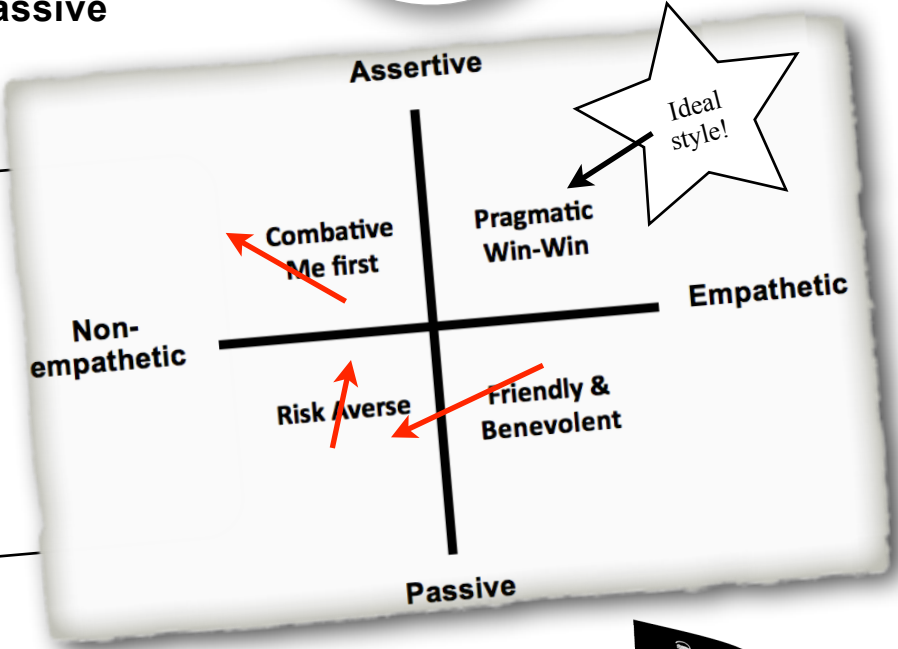 assive
Assertive
Ideal
style!
Combative
Me first
Pragmatic
Win-Win
Non-
empathetic
Empathetic
Risk Averse
Friendly &
Benevolent
Passive